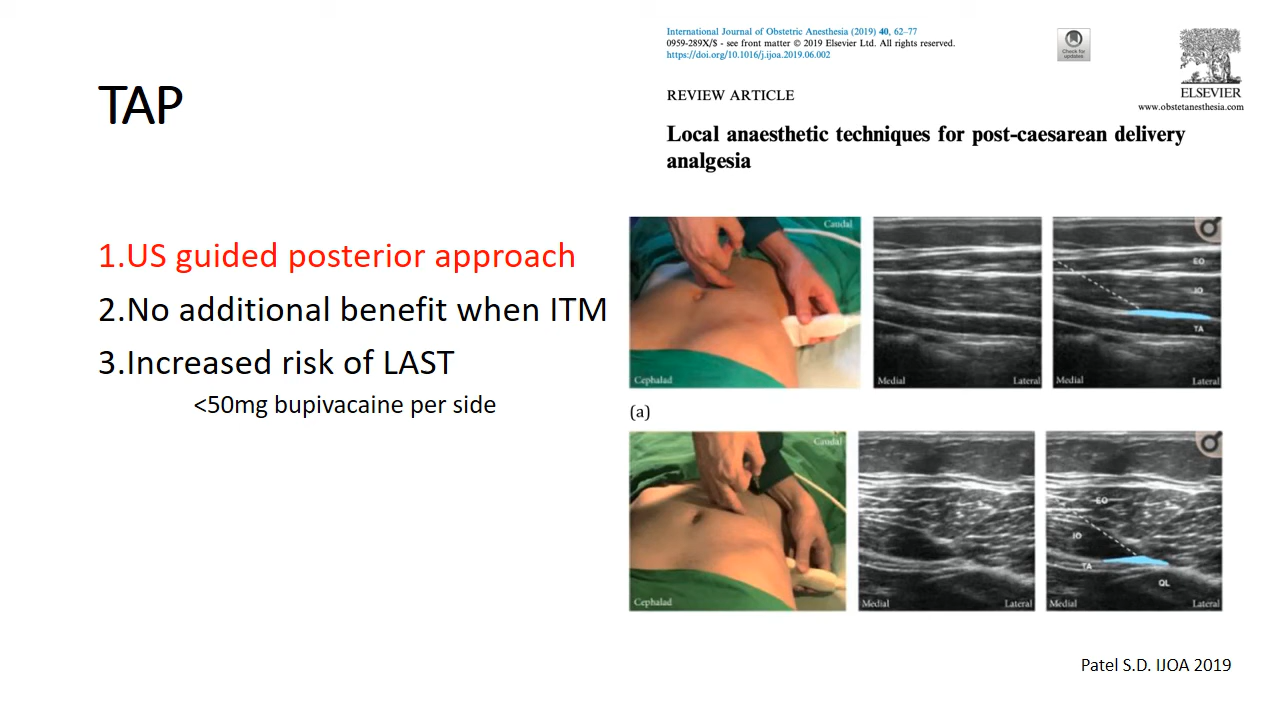 TAP
1.US guided posterior approach
2.No additional benefit when ITM
3.Increased risk of LAST
<50mg bupivacaine per side
International Journal of Obstetric Anesthesia (2019) 40, 62–77
0959-289X/$ - see front matter © 2019 Elsevier Ltd. All rights reserved.
https://doi.org/10.1016/j.ijoa.2019.06.002
Check for
updates
ELSEVIER
www.obstetanesthesia.com
REVIEW ARTICLE
Local anaesthetic techniques for post-caesarean delivery
analgesia
Caudal
Cephalad
Medial Lateral
EO
IO
TA
Medial Lateral
(a)
Caudal
Cephalad
Medial Lateral
EO
IO
TA
QL
Medial Lateral
Patel S.D. IJOA 2019